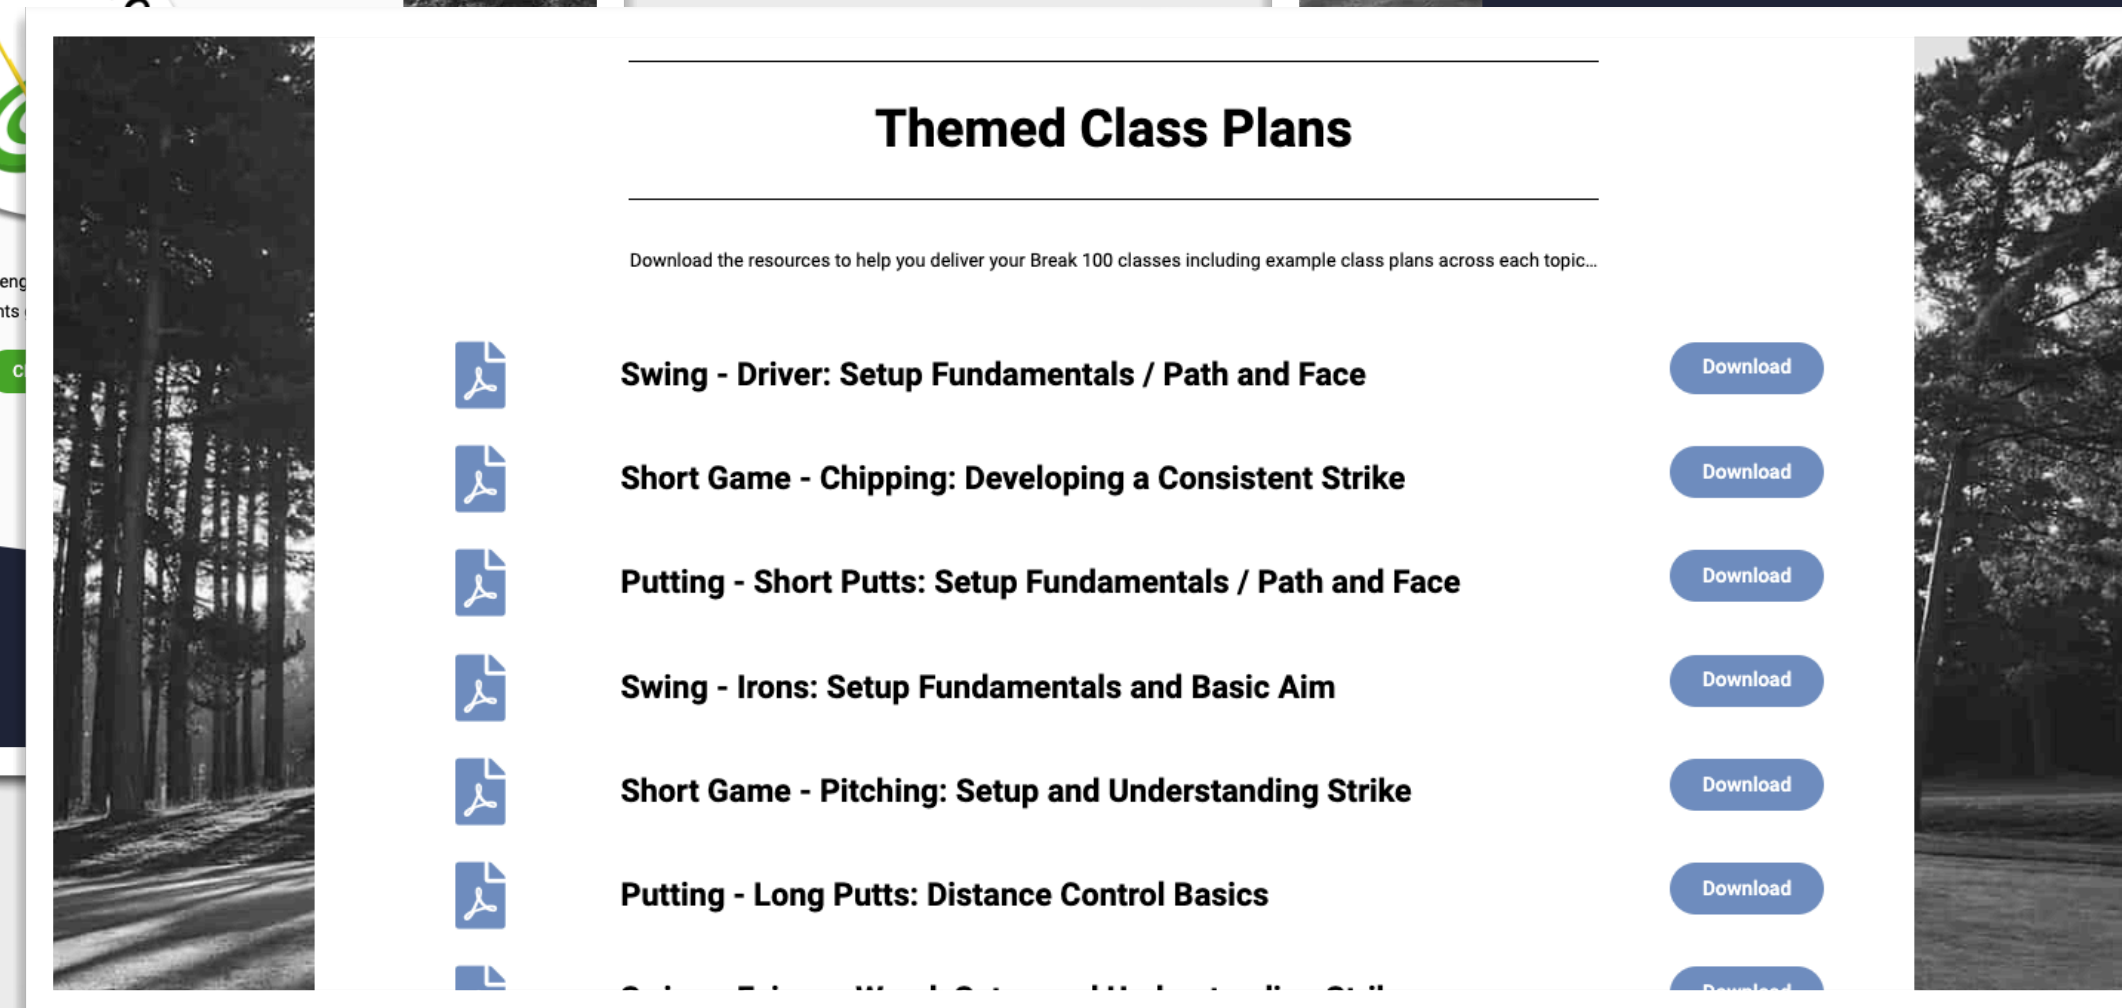 Themed Class Plans
Download the resources to help you deliver your Break 100 classes including example class plans across each topic...
Swing - Driver: Setup Fundamentals / Path and Face
Download
Short Game - Chipping: Developing a Consistent Strike
Download
Putting - Short Putts: Setup Fundamentals / Path and Face
Download
Swing - Irons: Setup Fundamentals and Basic Aim
Download
Short Game - Pitching: Setup and Understanding Strike
Download
Putting - Long Putts: Distance Control Basics
Download